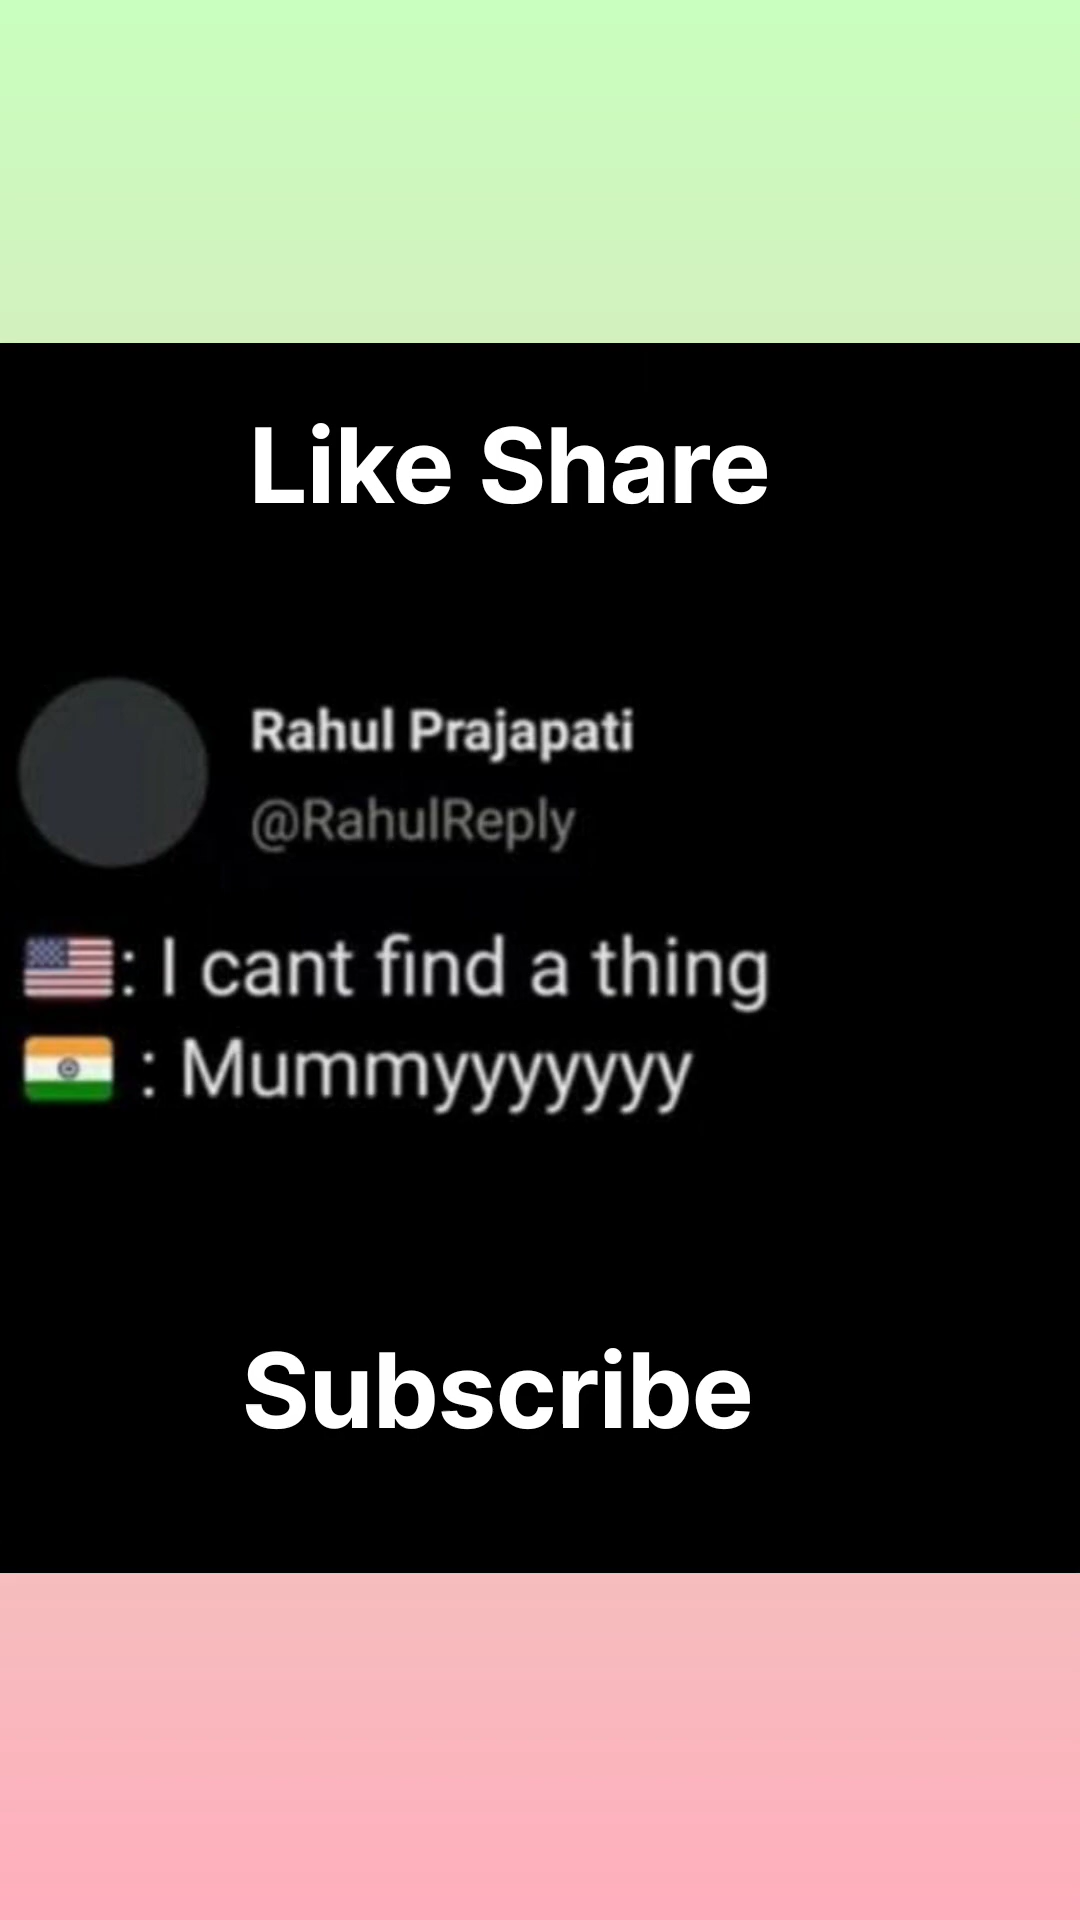 Like Share
Rahul Prajapati
@RahulReply
🇺🇸: I cant find a thing
🇮🇳 : Mummyyyyyyy
Subscribe